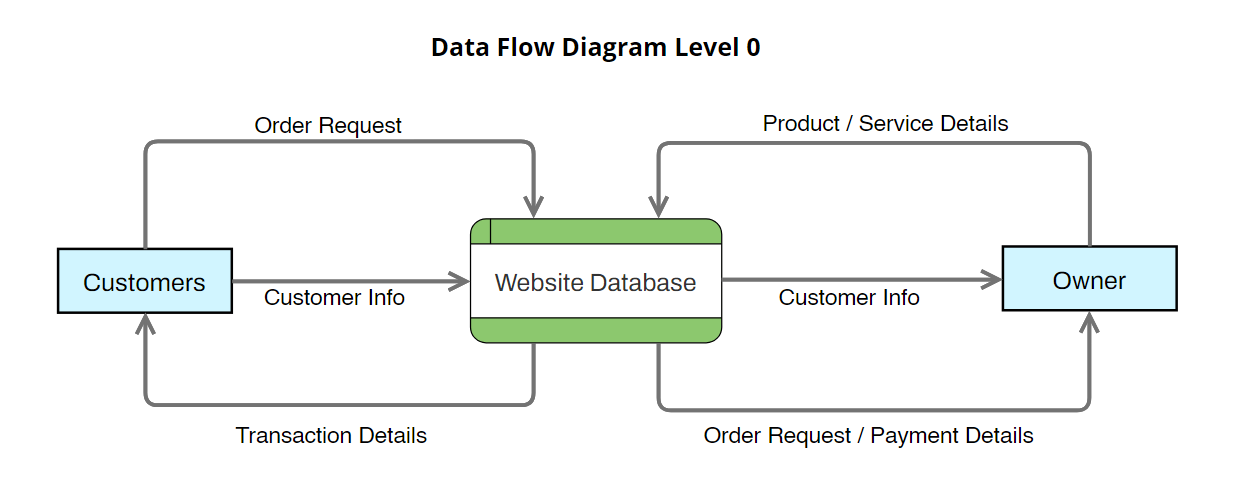 Data Flow Diagram Level 0
Order Request
Product / Service Details
Customers
Customer Info
Website Database
Customer Info
Owner
Transaction Details
Order Request / Payment Details